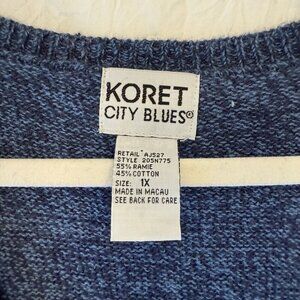 KORET
CITY BLUES®
RETAIL AJ527
STYLE 205N775
55% RAMIE
45% COTTON
SIZE: 1X
MADE IN MACAU
SEE BACK FOR CARE